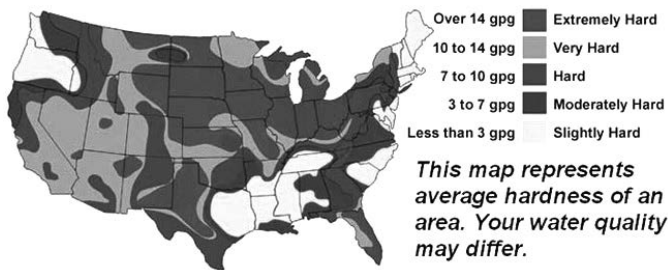 Over 14 gpg Extremely Hard
10 to 14 gpg Very Hard
7 to 10 gpg Hard
3 to 7 gpg Moderately Hard
Less than 3 gpg Slightly Hard
This map represents
average hardness of an
area. Your water quality
may differ.